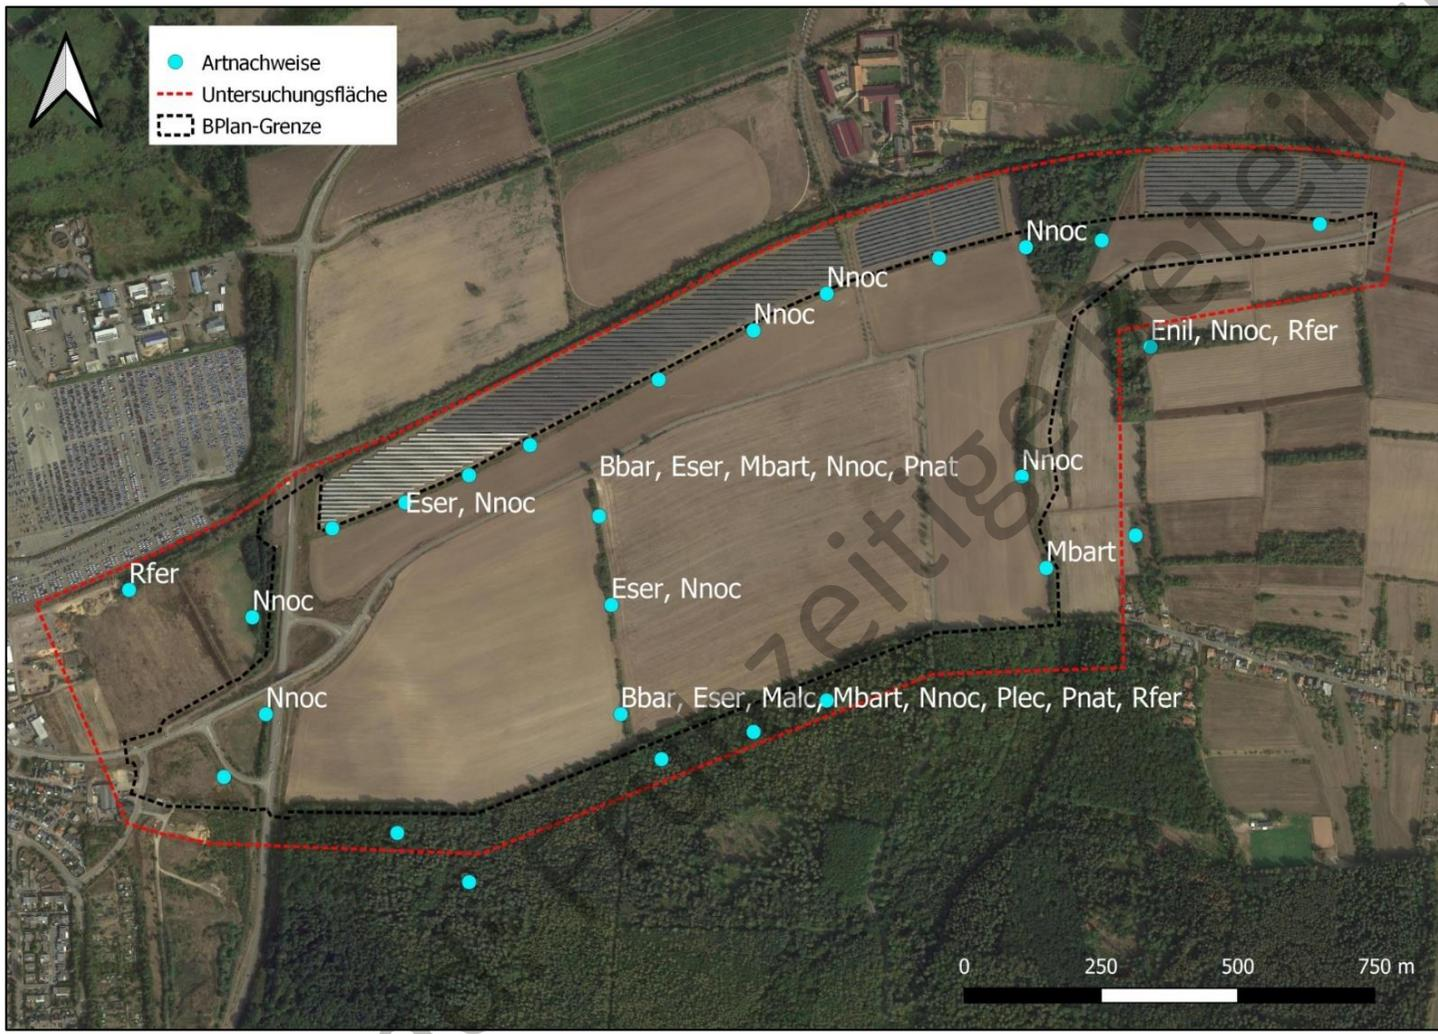 Artnachweise
Untersuchungsfläche
BPlan-Grenze
Nnoc
Nnoc
Nnoc
Enil, Nnoc, Rfer
Bbar, Eser, Mbart, Nnoc, Pnat
Nnoc
Eser, Nnoc
Mbart
Rfer
Eser, Nnoc
Nnoc
Nnoc
Bbar, Eser, Malc, Mbart, Nnoc, Plec, Pnat, Rfer
0 250 500 750 m
zeitige